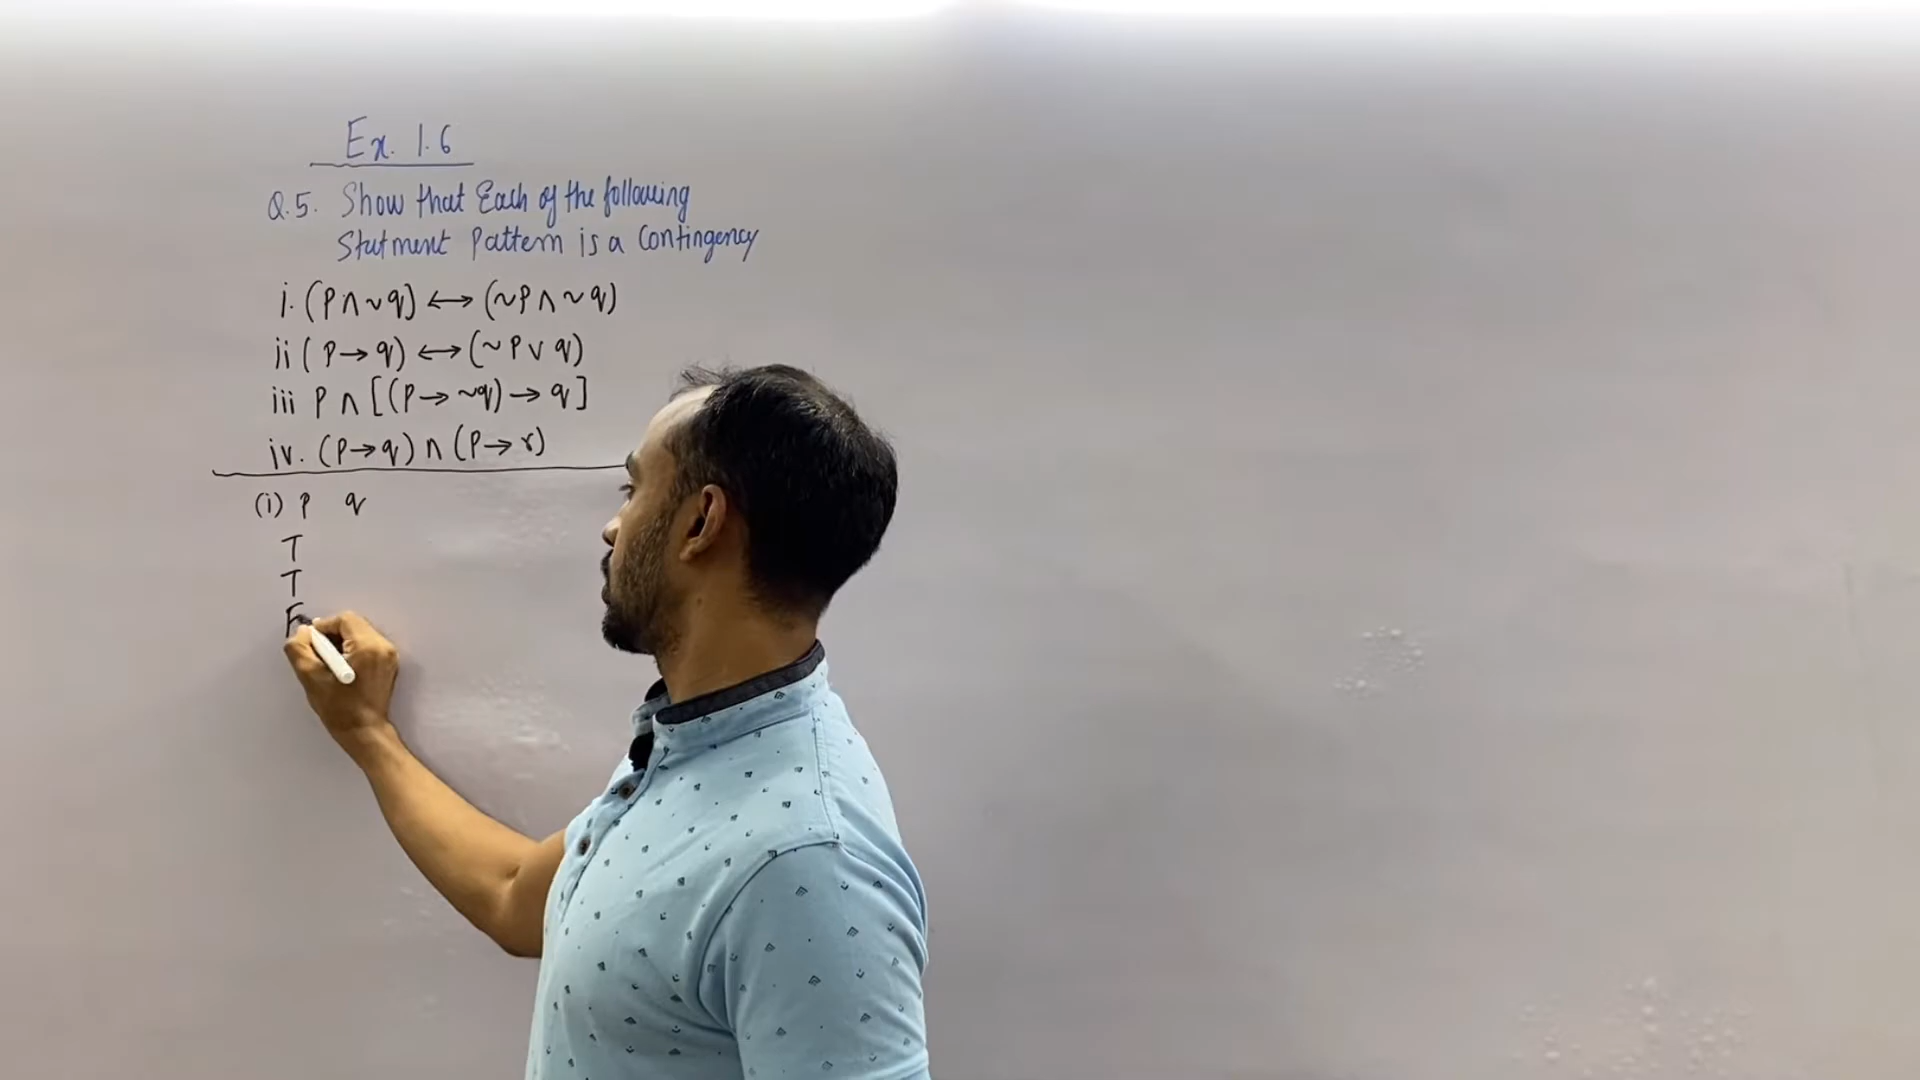 Ex. 1.6
Q.5. Show that Each of the following
Statment Pattern is a Contingency
i. (p ∧ ~q) ↔ (~p ∧ ~q)
ii (p → q) ↔ (~p ∨ q)
iii p ∧ [(p → ~q) → q]
iv. (p → q) ∧ (p → r)
(i) p q
T
T
F